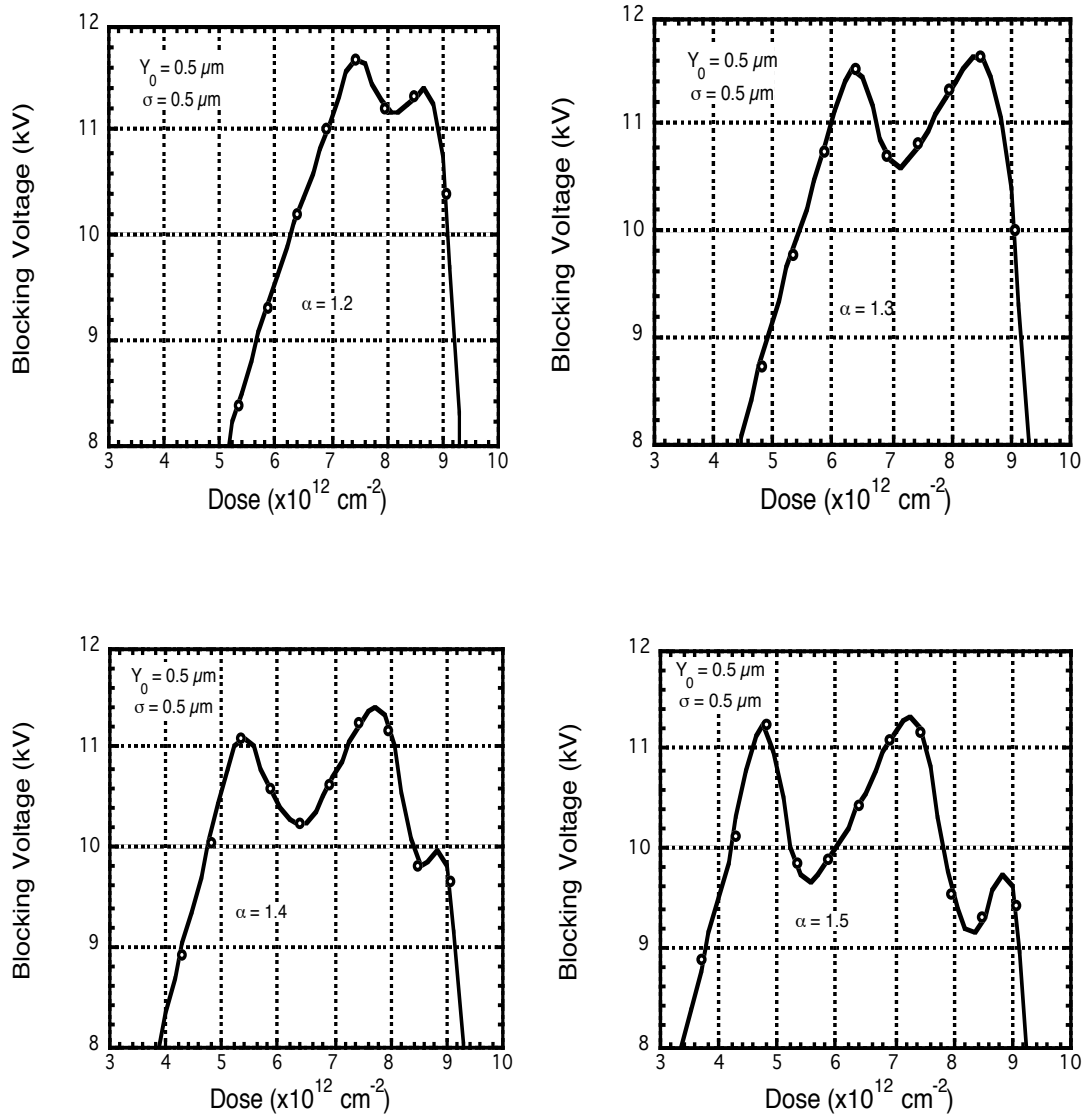 12
11
10
9
8
Blocking Voltage (kV)
Y0 = 0.5 µm
σ = 0.5 µm
α = 1.2
3 4 5 6 7 8 9 10
Dose (x10^12 cm^-2)
12
11
10
9
8
Blocking Voltage (kV)
Y0 = 0.5 µm
σ = 0.5 µm
α = 1.3
3 4 5 6 7 8 9 10
Dose (x10^12 cm^-2)
12
11
10
9
8
Blocking Voltage (kV)
Y0 = 0.5 µm
σ = 0.5 µm
α = 1.4
3 4 5 6 7 8 9 10
Dose (x10^12 cm^-2)
12
11
10
9
8
Blocking Voltage (kV)
Y0 = 0.5 µm
σ = 0.5 µm
α = 1.5
3 4 5 6 7 8 9 10
Dose (x10^12 cm^-2)